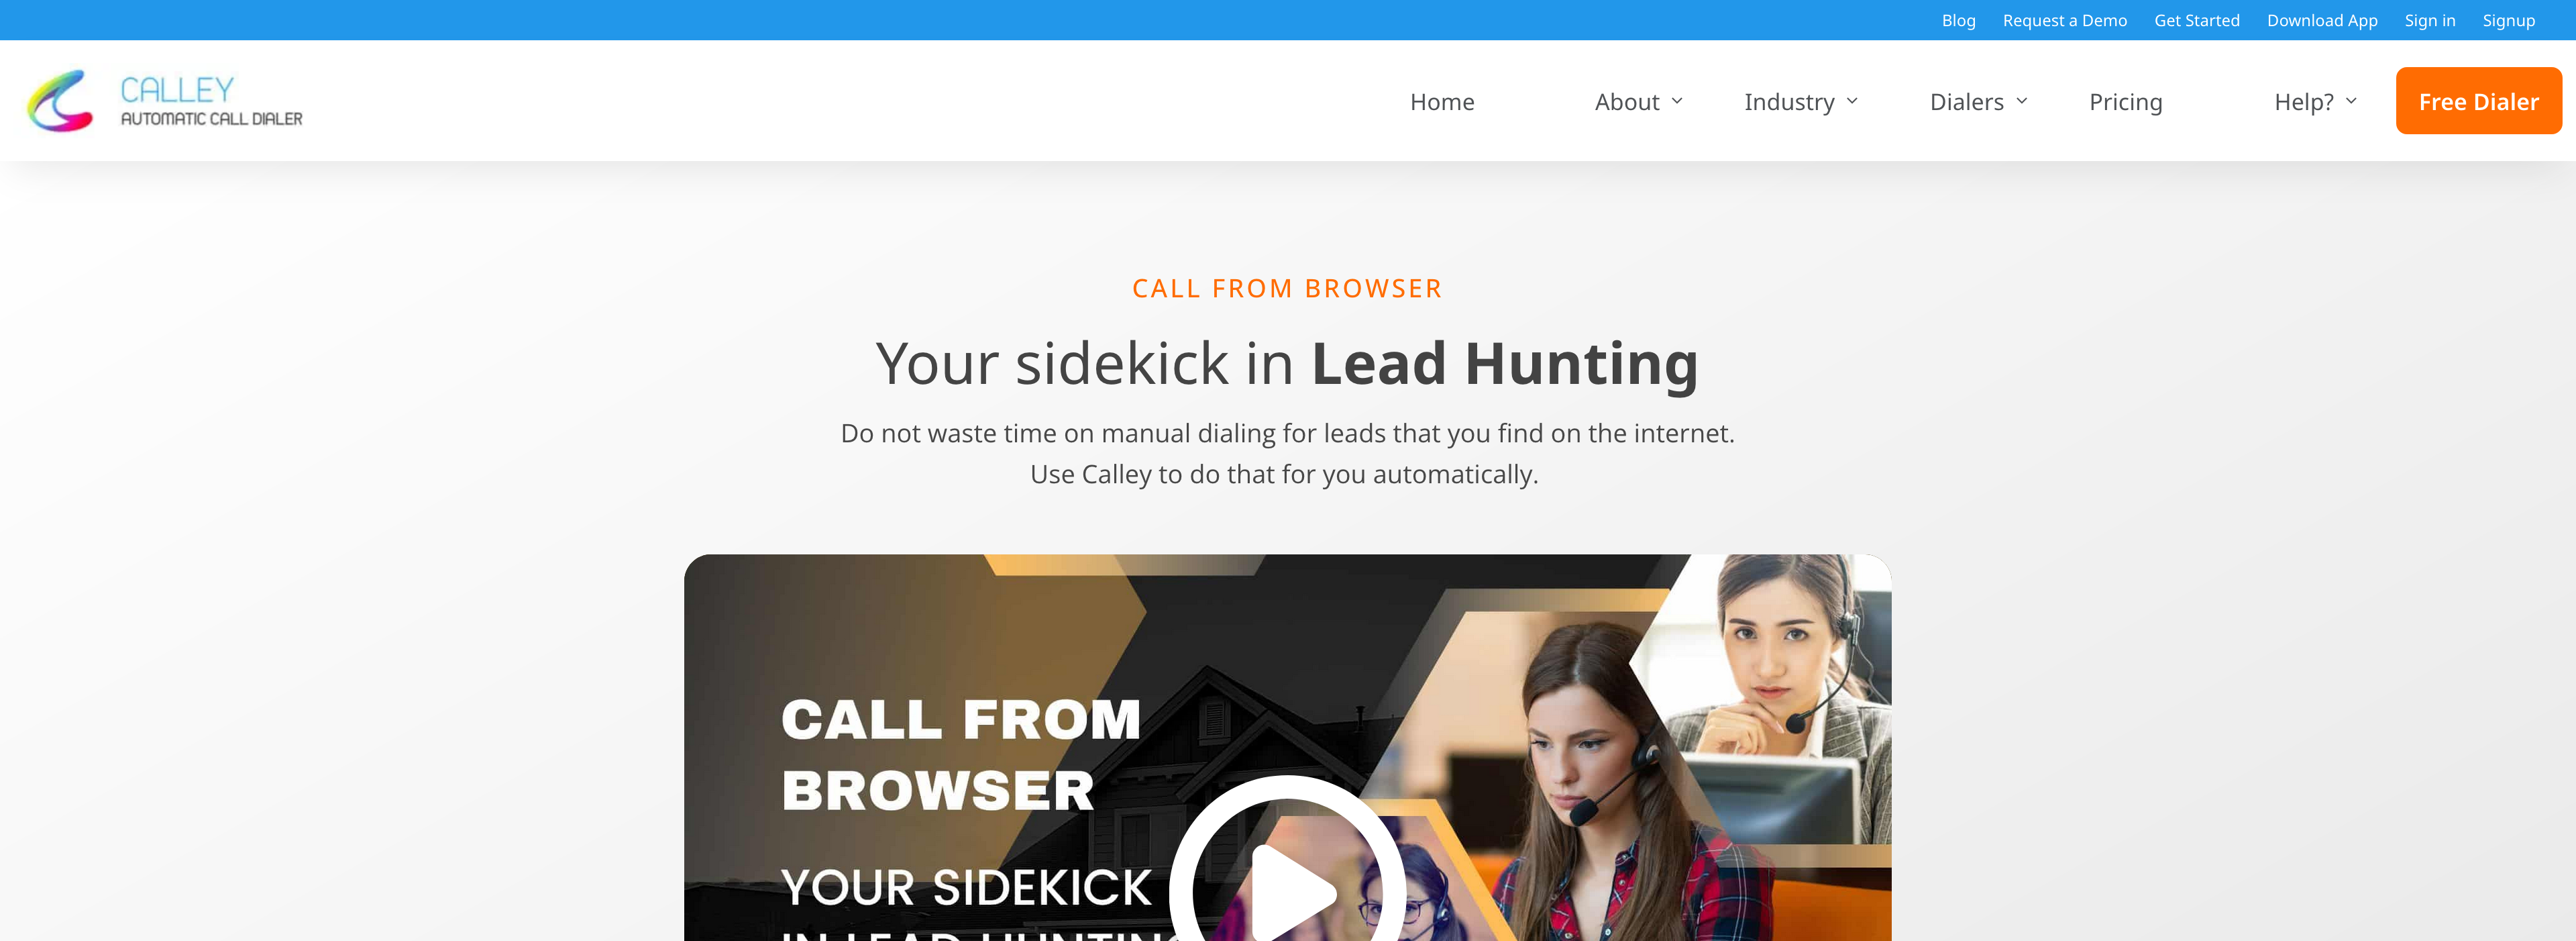 Blog Request a Demo Get Started Download App Sign in Signup
CALLEY
AUTOMATIC CALL DIALER
Home About Industry Dialers Pricing Help? Free Dialer
CALL FROM BROWSER
Your sidekick in Lead Hunting
Do not waste time on manual dialing for leads that you find on the internet.
Use Calley to do that for you automatically.
CALL FROM
BROWSER
YOUR SIDEKICK
IN LEAD HUNTING